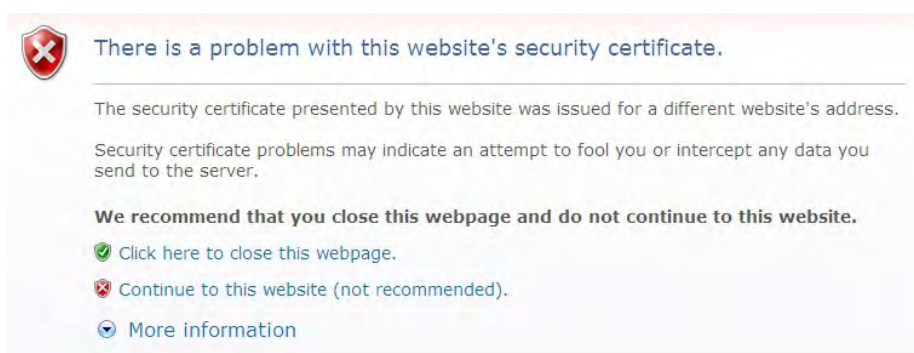 There is a problem with this website's security certificate.
The security certificate presented by this website was issued for a different website's address.
Security certificate problems may indicate an attempt to fool you or intercept any data you
send to the server.
We recommend that you close this webpage and do not continue to this website.
Click here to close this webpage.
Continue to this website (not recommended).
More information